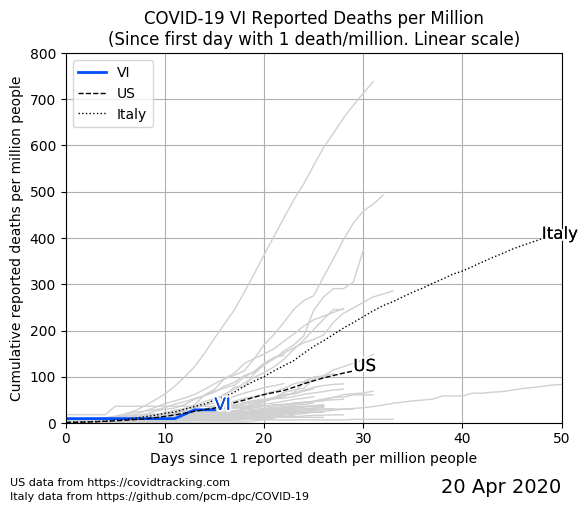 COVID-19 VI Reported Deaths per Million
(Since first day with 1 death/million. Linear scale)
Cumulative reported deaths per million people
800
700
600
500
400
300
200
100
0
VI
US
Italy
Italy
US
VI
0
10
20
30
40
50
Days since 1 reported death per million people
US data from https://covidtracking.com
Italy data from https://github.com/pcm-dpc/COVID-19
20 Apr 2020